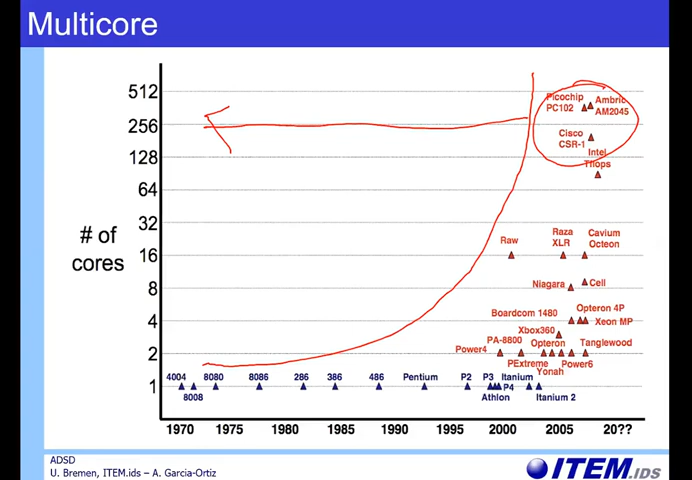 Multicore
512
256
128
64
32
16
8
4
2
1
# of
cores
Picochip
PC102
Ambric
AM2045
Cisco
CSR-1
Intel
Tflops
Raw
Raza
XLR
Cavium
Octeon
Niagara
Cell
Boardcom 1480
Opteron 4P
Xeon MP
Xbox360
PA-8800
Opteron
Tanglewood
Power4
PExtreme
Power6
Yonah
4004
8080
8086
286
386
486
Pentium
P2
P3
Itanium
8008
P4
Athlon
Itanium 2
1970
1975
1980
1985
1990
1995
2000
2005
20??
ADSD
U. Bremen, ITEM.ids – A. Garcia-Ortiz
ITEM.IDS